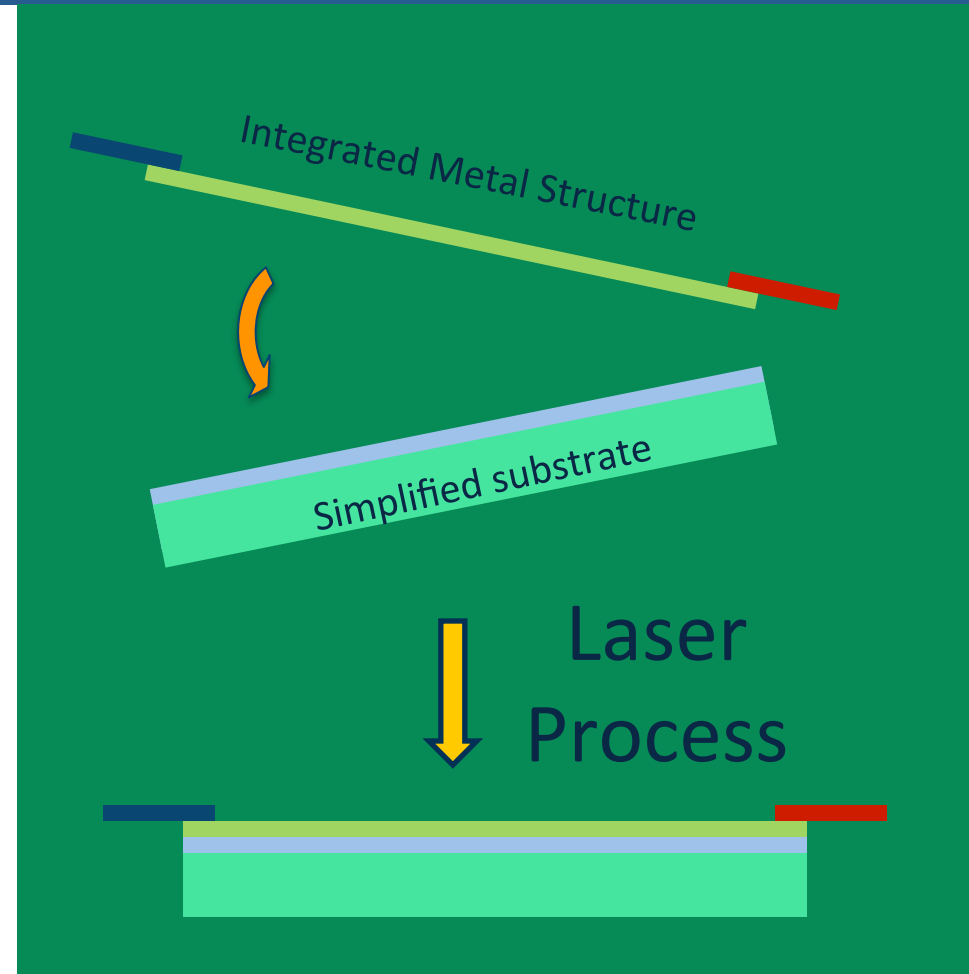 Integrated Metal Structure
Simplified substrate
Laser
Process